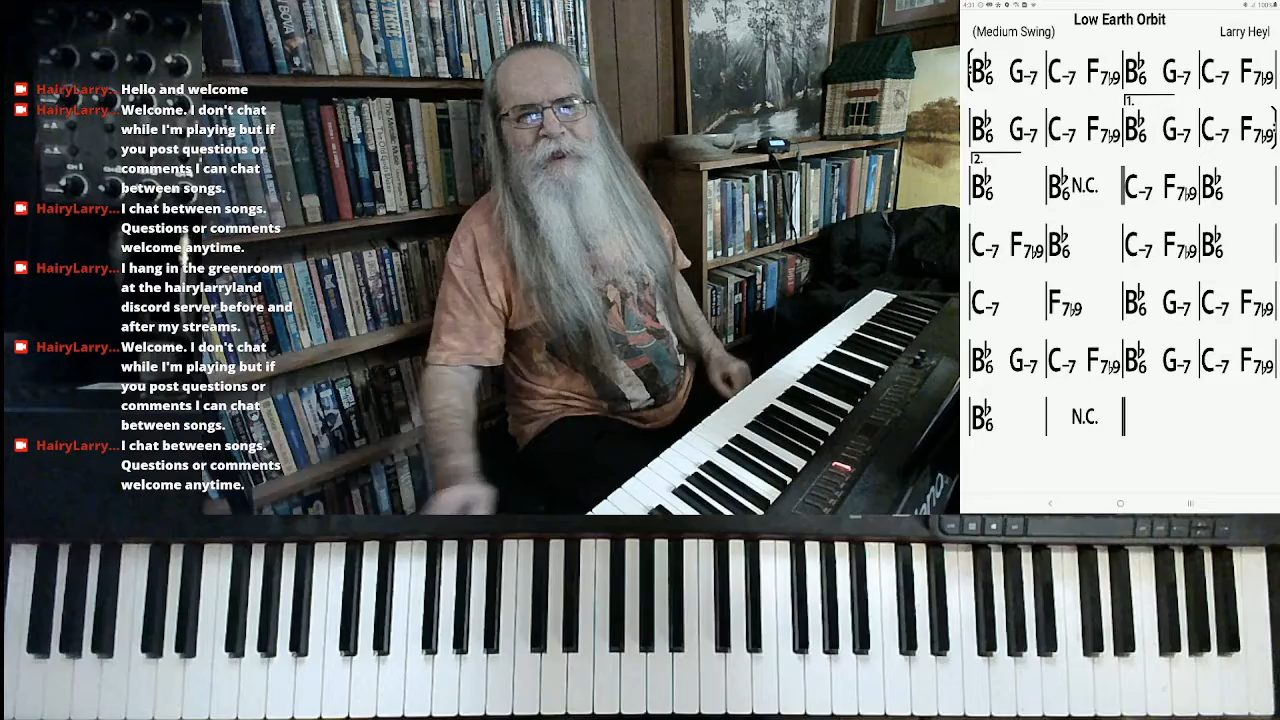 HairyLarry... Hello and welcome
HairyLarry... Welcome. I don't chat
while I'm playing but if
you post questions or
comments I can chat
between songs.
HairyLarry... I chat between songs.
Questions or comments
welcome anytime.
HairyLarry... I hang in the greenroom
at the hairylarryland
discord server before and
after my streams.
HairyLarry... Welcome. I don't chat
while I'm playing but if
you post questions or
comments I can chat
between songs.
HairyLarry... I chat between songs.
Questions or comments
welcome anytime.
4:31 100%
Low Earth Orbit
(Medium Swing) Larry Heyl
B♭6 G-7 C-7 F7♭9 B♭6 G-7 C-7 F7♭9
1.
B♭6 G-7 C-7 F7♭9 B♭6 G-7 C-7 F7♭9
2.
B♭6 B♭6 N.C. C-7 F7♭9 B♭6
C-7 F7♭9 B♭6 C-7 F7♭9 B♭6
C-7 F7♭9 B♭6 G-7 C-7 F7♭9
B♭6 G-7 C-7 F7♭9 B♭6 G-7 C-7 F7♭9
B♭6 N.C.